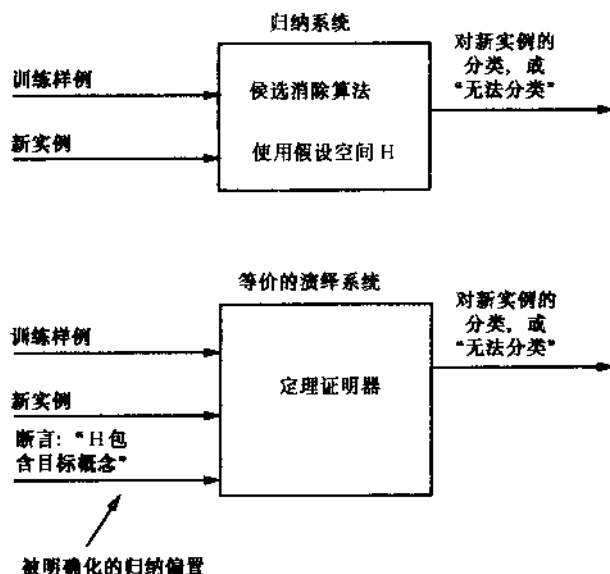 归纳系统
训练样例
新实例
候选消除算法
使用假设空间 H
对新实例的
分类，或
“无法分类”
等价的演绎系统
训练样例
新实例
断言：“H 包
含目标概念”
定理证明器
对新实例的
分类，或
“无法分类”
被明确化的归纳偏置